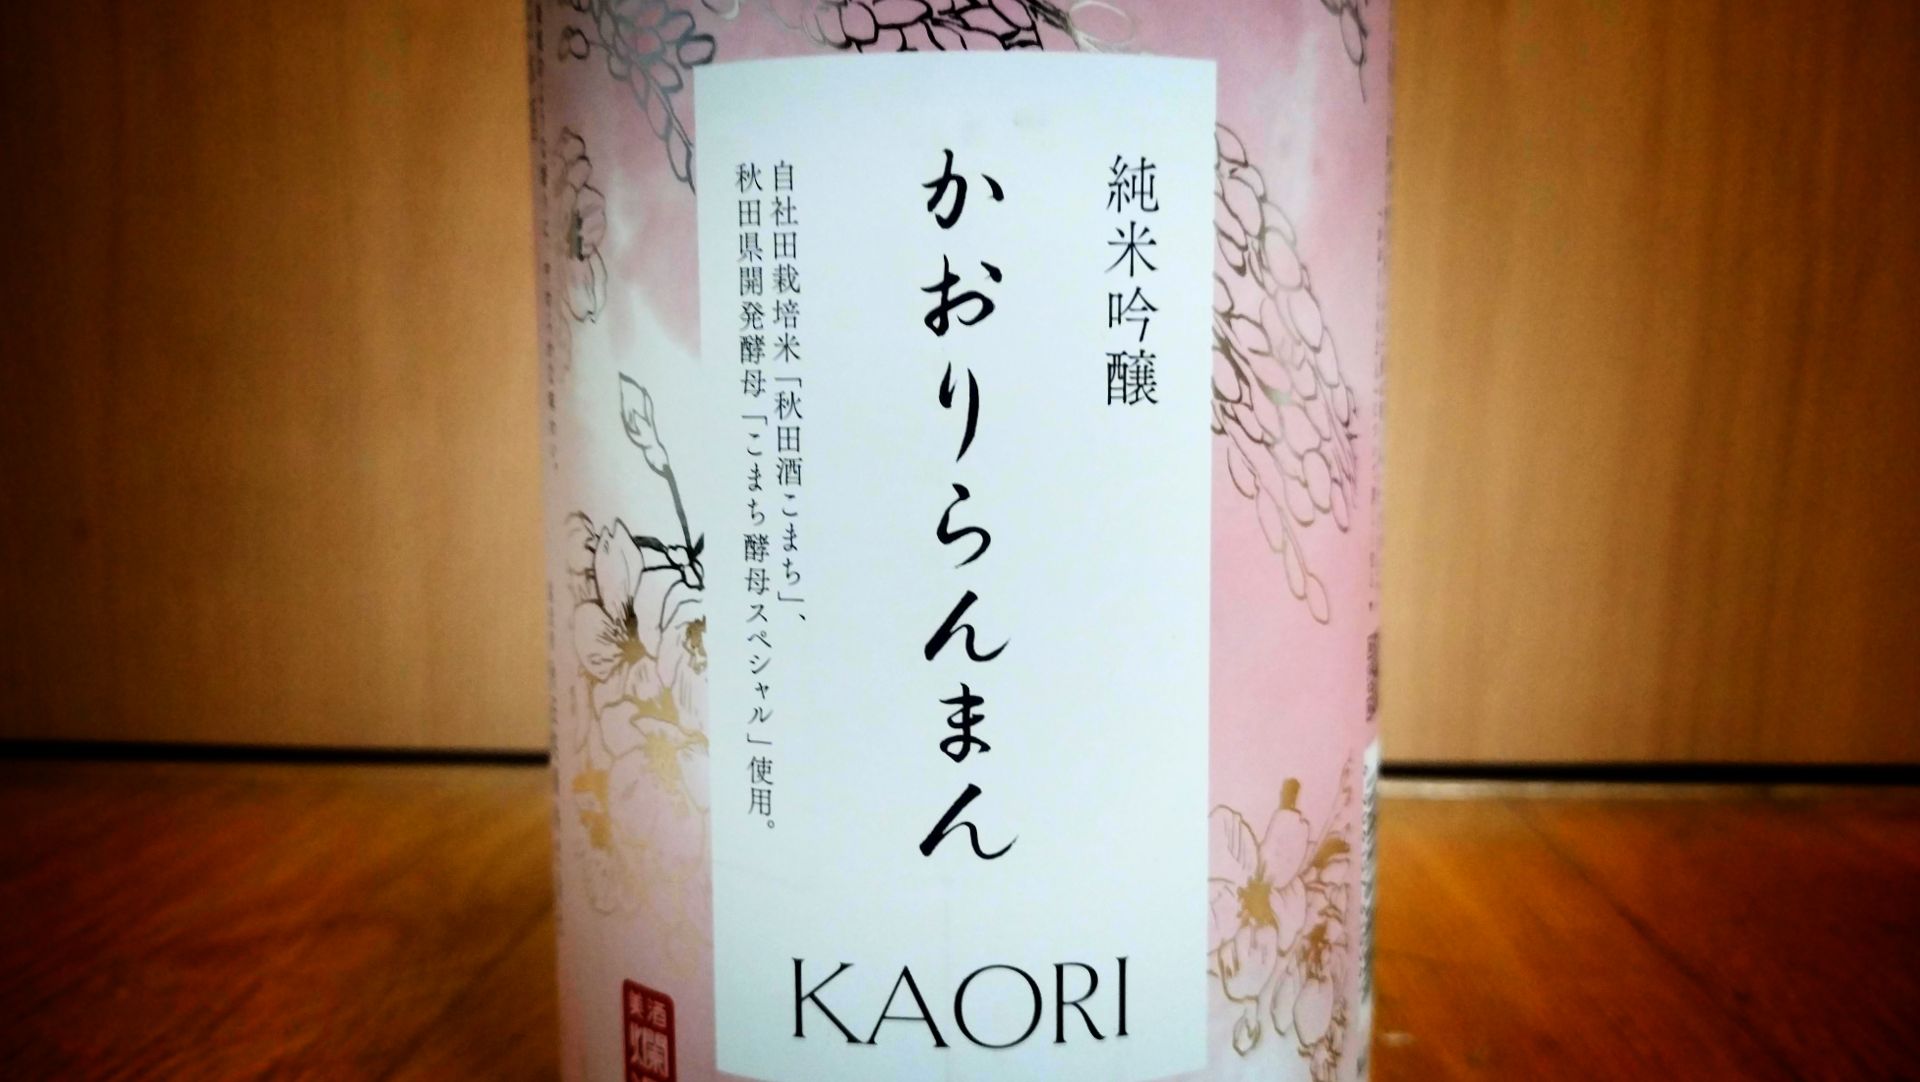 純米吟醸
かおりらんまん
自社田栽培米「秋田酒こまち」、
秋田県開発酵母「こまち酵母スペシャル」使用。
KAORI
美酒